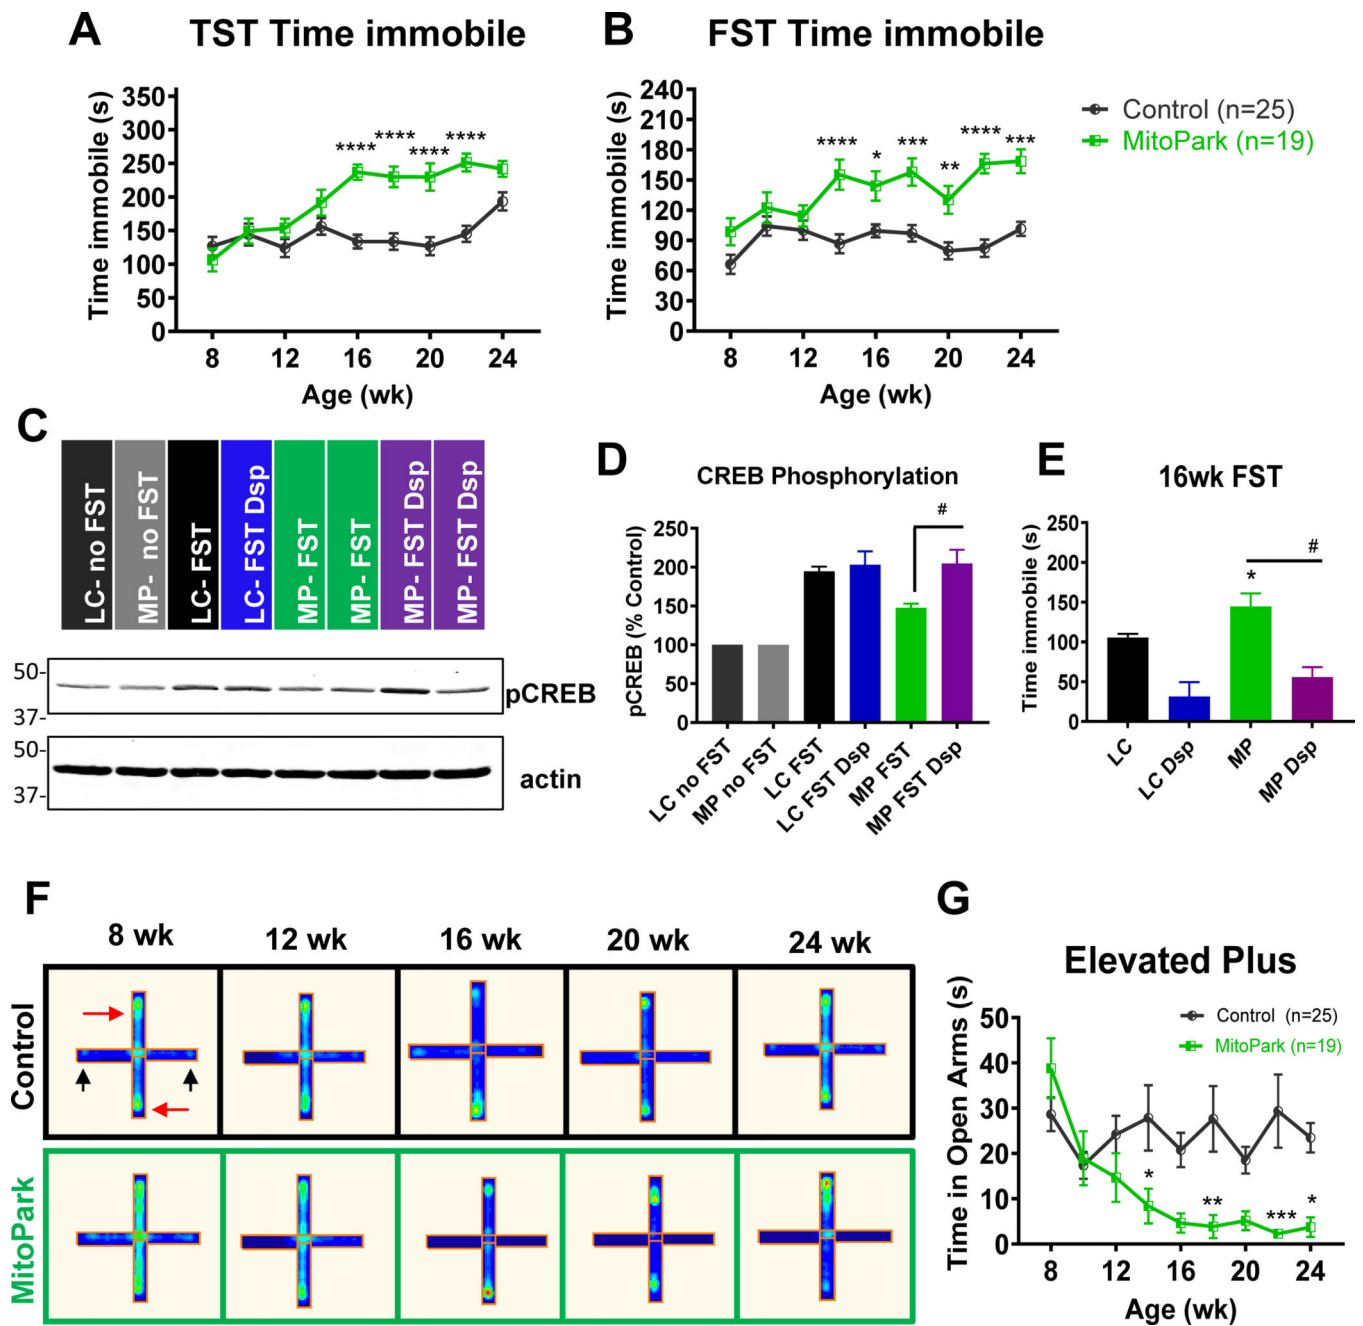 A TST Time immobile
Time immobile (s)
350
300
250
200
150
100
50
0
**** **** **** ****
8 12 16 20 24
Age (wk)
B FST Time immobile
Time immobile (s)
240
210
180
150
120
90
60
30
0
**** * *** ** **** ***
8 12 16 20 24
Age (wk)
Control (n=25)
MitoPark (n=19)
C
LC- no FST
MP- no FST
LC- FST
LC- FST Dsp
MP- FST
MP- FST
MP- FST Dsp
MP- FST Dsp
50-
37-
pCREB
50-
37-
actin
D
CREB Phosphorylation
pCREB (% Control)
250
200
150
100
50
0
#
LC no FST
MP no FST
LC FST
LC FST Dsp
MP FST
MP FST Dsp
E
16wk FST
Time immobile (s)
250
200
150
100
50
0
*
#
LC
LC Dsp
MP
MP Dsp
F
8 wk 12 wk 16 wk 20 wk 24 wk
Control
MitoPark
G
Elevated Plus
Control (n=25)
MitoPark (n=19)
Time in Open Arms (s)
50
40
30
20
10
0
* ** *** *
8 12 16 20 24
Age (wk)